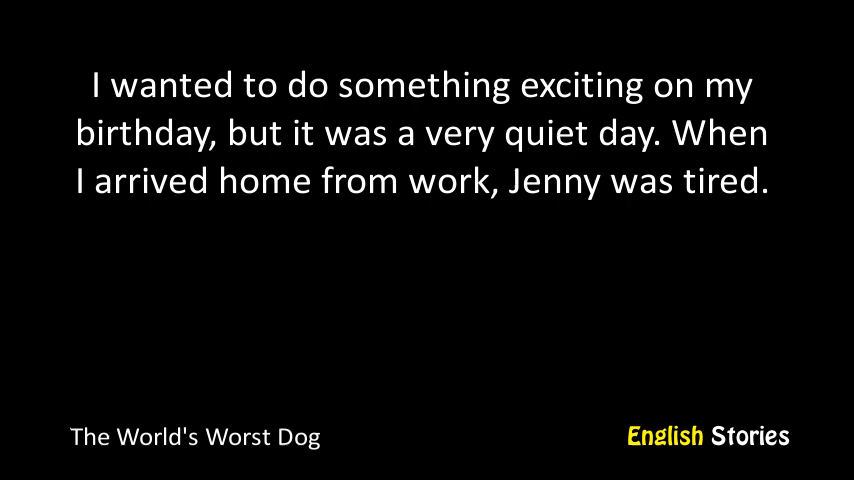 I wanted to do something exciting on my
birthday, but it was a very quiet day. When
I arrived home from work, Jenny was tired.
The World's Worst Dog
English Stories